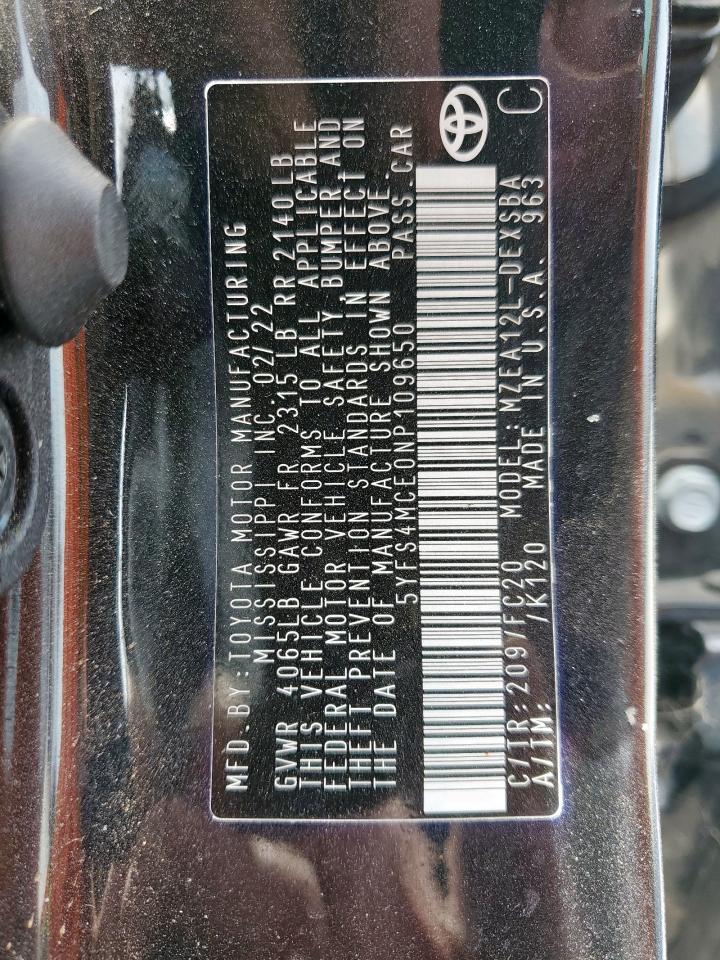 MFD.BY:TOYOTA MOTOR MANUFACTURING
MISSISSIPPI INC. 02/22
GVWR 4065LB GAWR FR 2315 LB RR 2140LB
THIS VEHICLE CONFORMS TO ALL APPLICABLE
FEDERAL MOTOR VEHICLE SAFETY, BUMPER, AND
THEFT PREVENTION STANDARDS IN EFFECT ON
THE DATE OF MANUFACTURE SHOWN ABOVE.
5YFS4MCE0NP109650 PASS.CAR
C/TR:209/FC20 MODEL:MZEA12L-DEXSBA C
A/TM: /K120 MADE IN U.S.A. 963